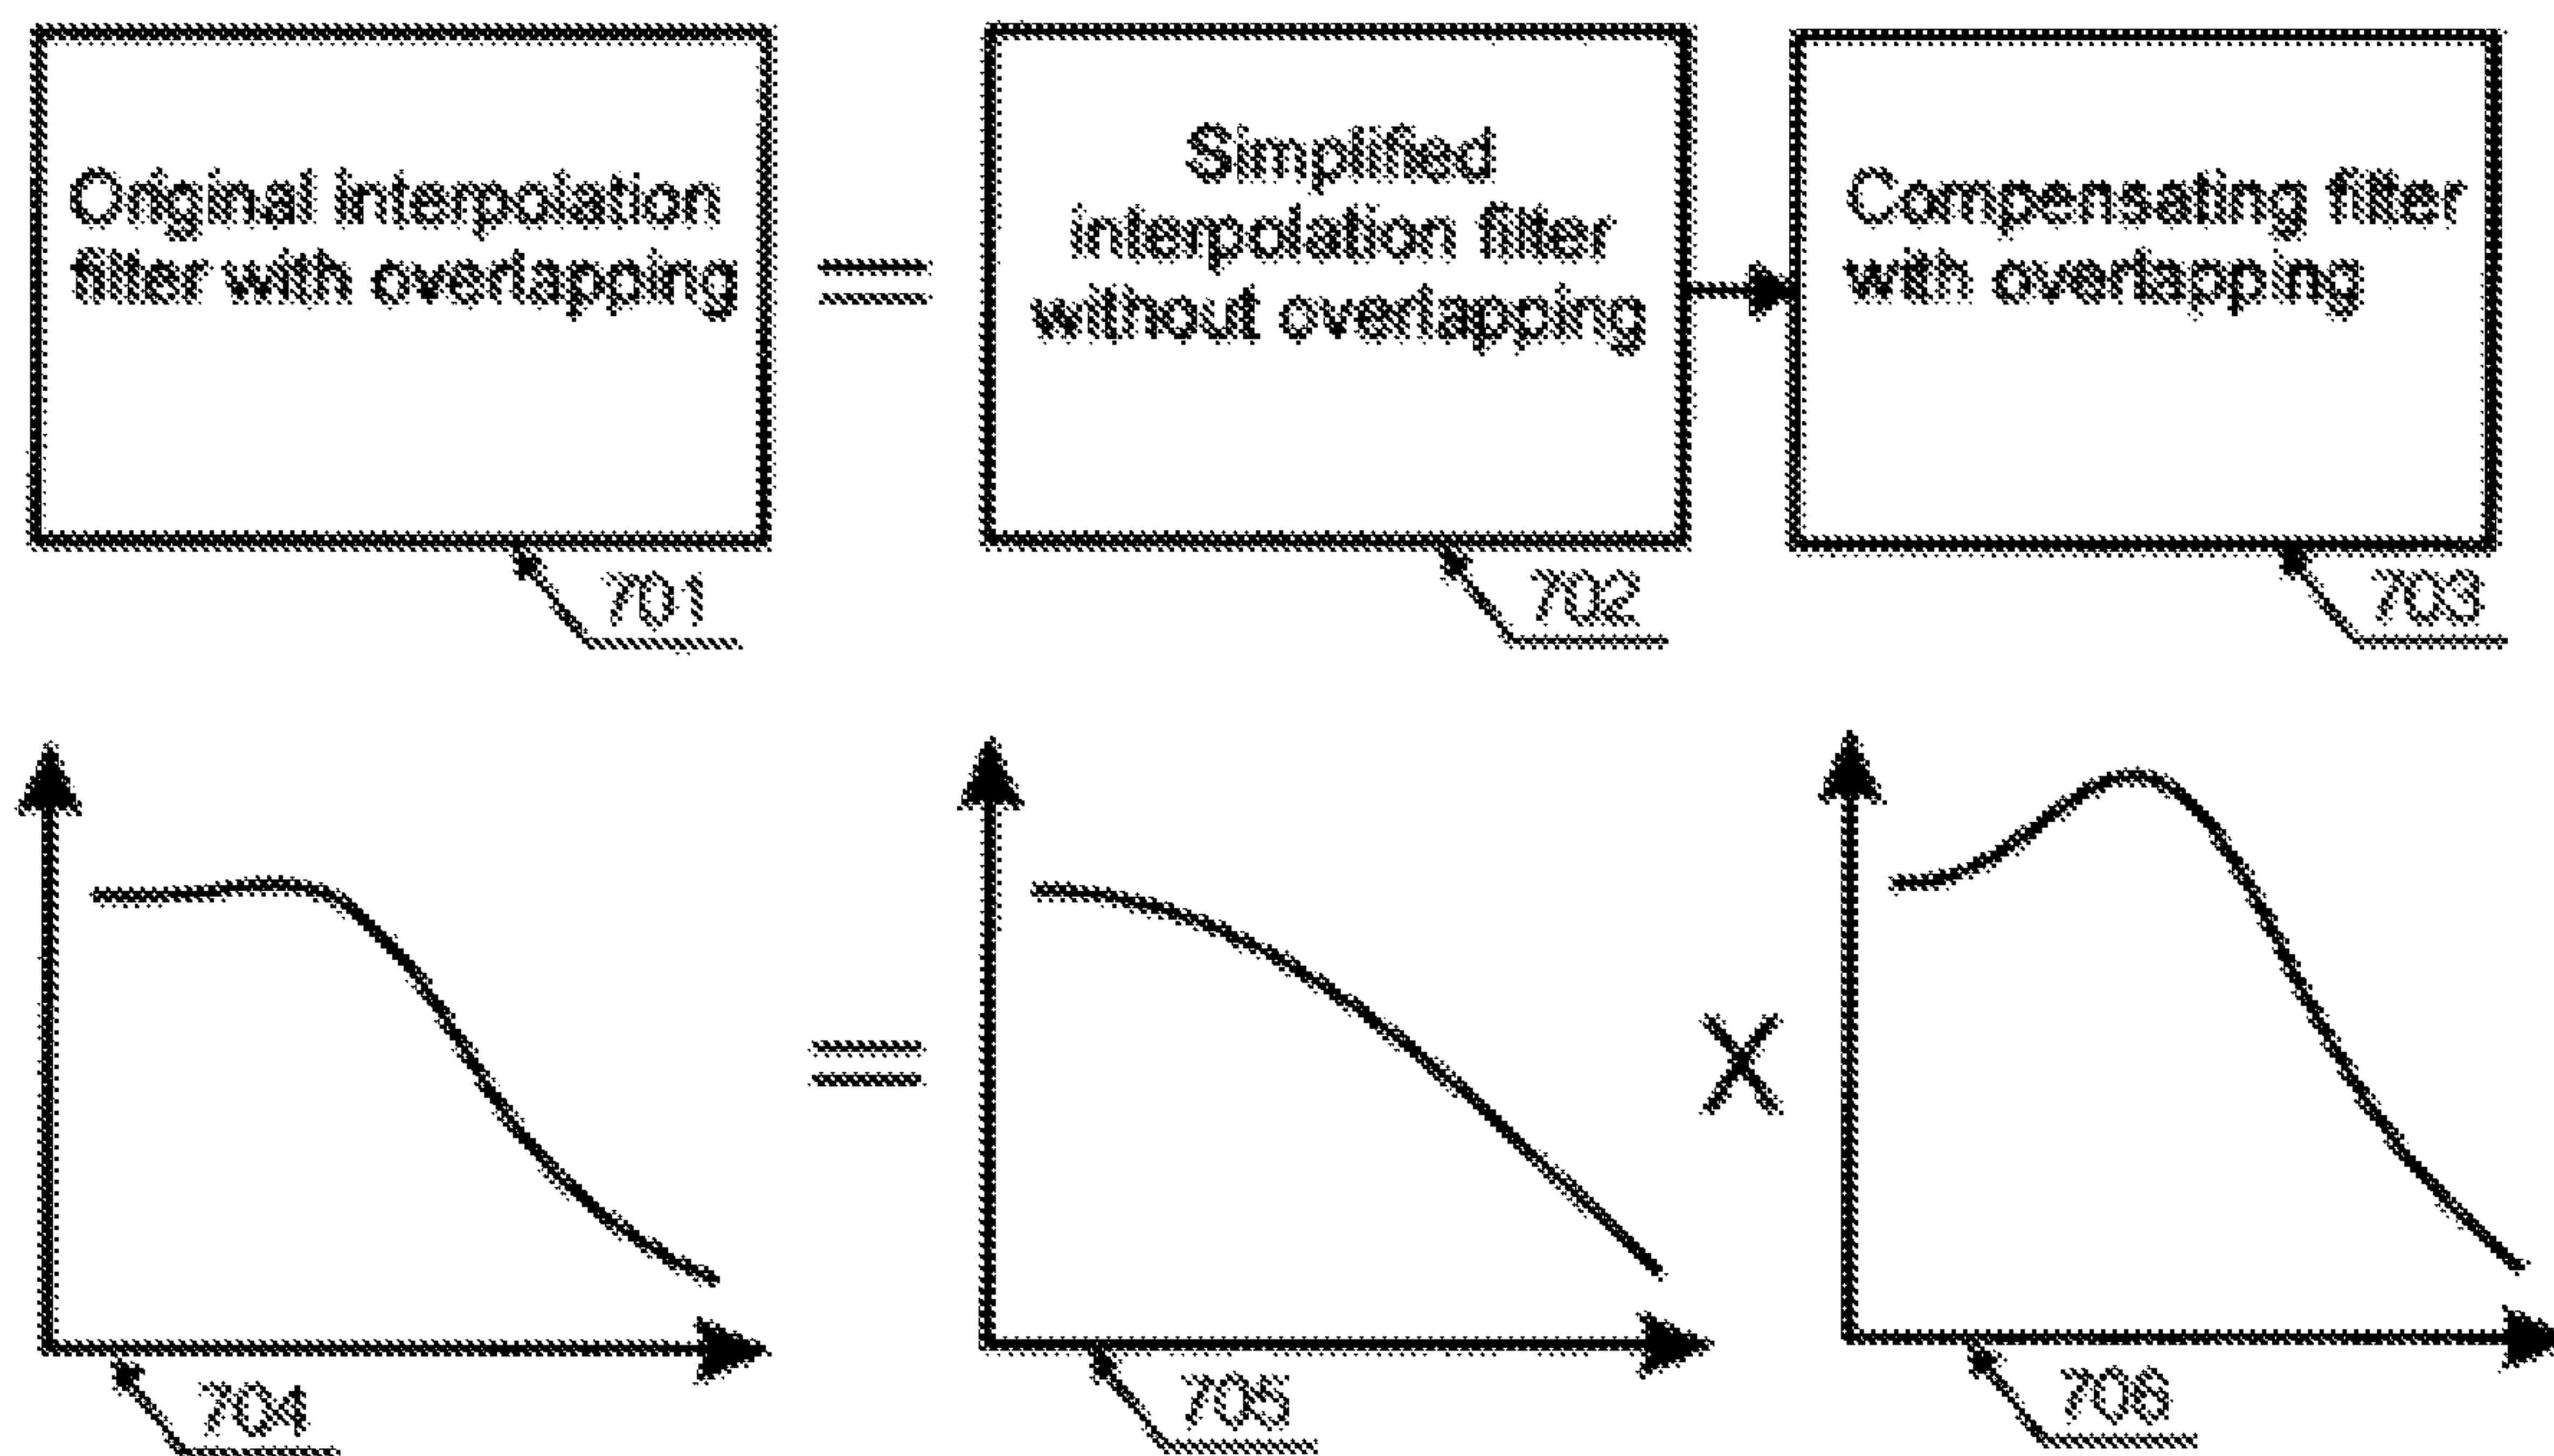 Original interpolation
filter with overlapping
=
Simplified
interpolation filter
without overlapping
Compensating filter
with overlapping
701
702
703
=
X
704
705
706